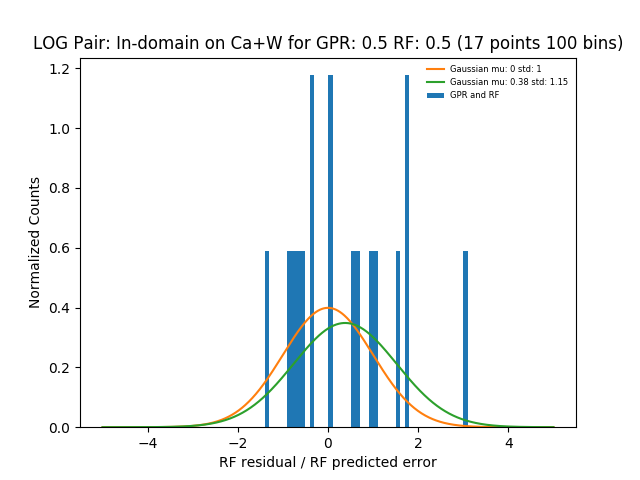 LOG Pair: In-domain on Ca+W for GPR: 0.5 RF: 0.5 (17 points 100 bins)
Gaussian mu: 0 std: 1
Gaussian mu: 0.38 std: 1.15
GPR and RF
Normalized Counts
1.2
1.0
0.8
0.6
0.4
0.2
0.0
−4 −2 0 2 4
RF residual / RF predicted error